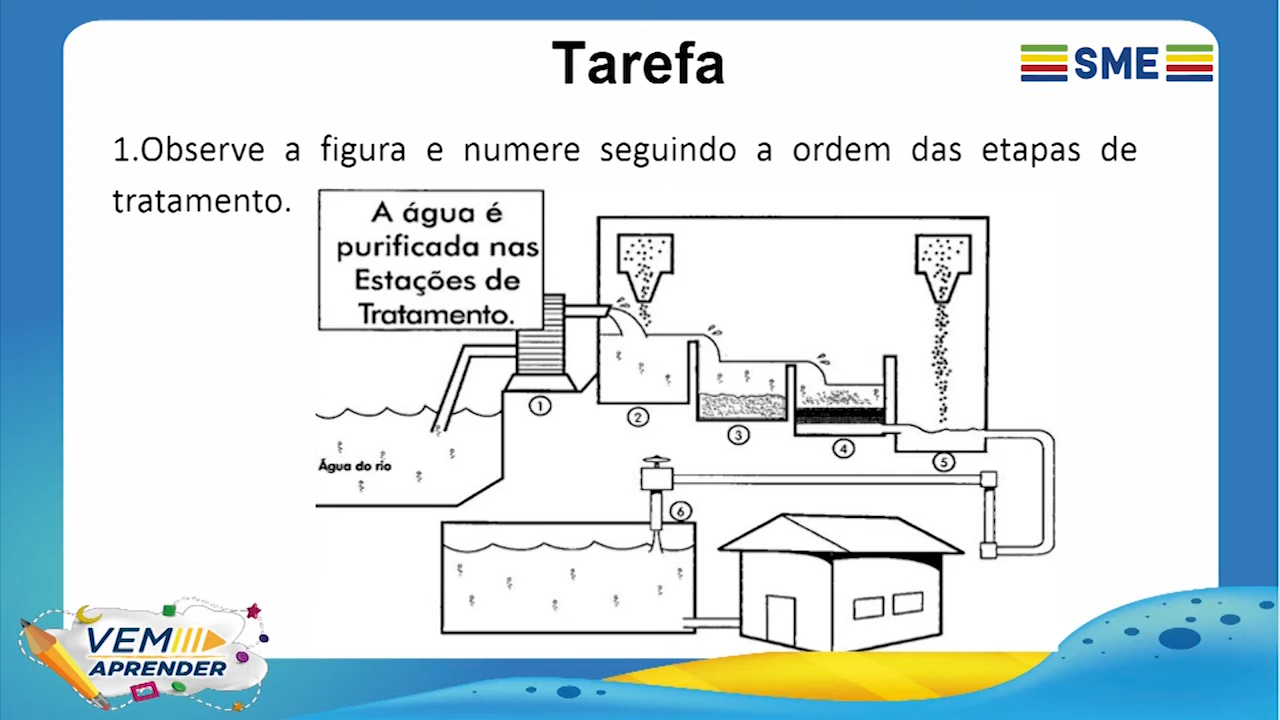 Tarefa
SME
1.Observe a figura e numere seguindo a ordem das etapas de
tratamento.
A água é
purificada nas
Estações de
Tratamento.
1
2
3
4
5
Água do rio
6
VEM
APRENDER